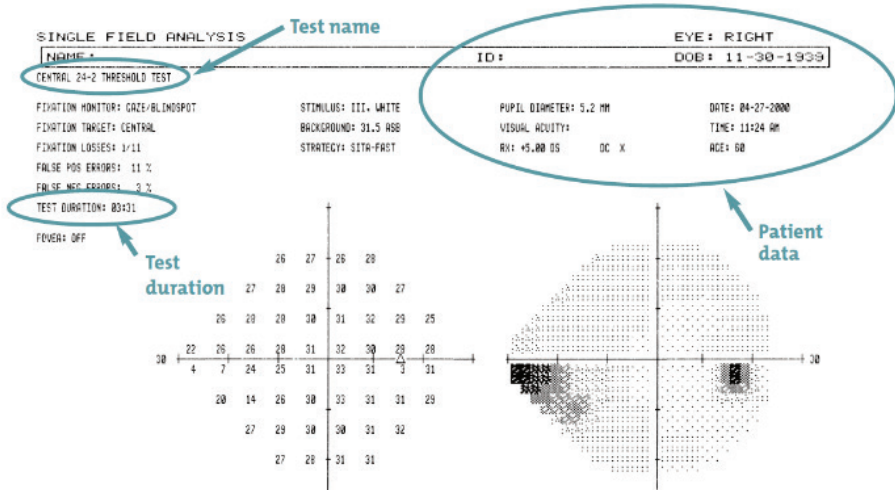 SINGLE FIELD ANALYSIS
EYE: RIGHT
Test name
NAME:
ID:
DOB: 11-30-1939
CENTRAL 24-2 THRESHOLD TEST
FIXATION MONITOR: GAZE/BLINDSPOT
STIMULUS: III, WHITE
PUPIL DIAMETER: 5.2 MM
DATE: 04-27-2000
FIXATION TARGET: CENTRAL
BACKGROUND: 31.5 ASB
VISUAL ACUITY:
TIME: 11:24 AM
FIXATION LOSSES: 1/11
STRATEGY: SITA-FAST
RX: +5.00 DS DC X
AGE: 60
FALSE POS ERRORS: 11 %
FALSE NEG ERRORS: 3 %
TEST DURATION: 03:31
FOVEA: OFF
Test
duration
Patient
data
26 27 26 28
27 28 29 30 30 27
26 28 28 30 31 32 29 25
22 26 26 28 31 32 30 29 28
30
30
4 7 24 25 31 33 31 3 31
20 14 26 30 33 31 31 29
27 29 30 30 31 32
27 28 31 31